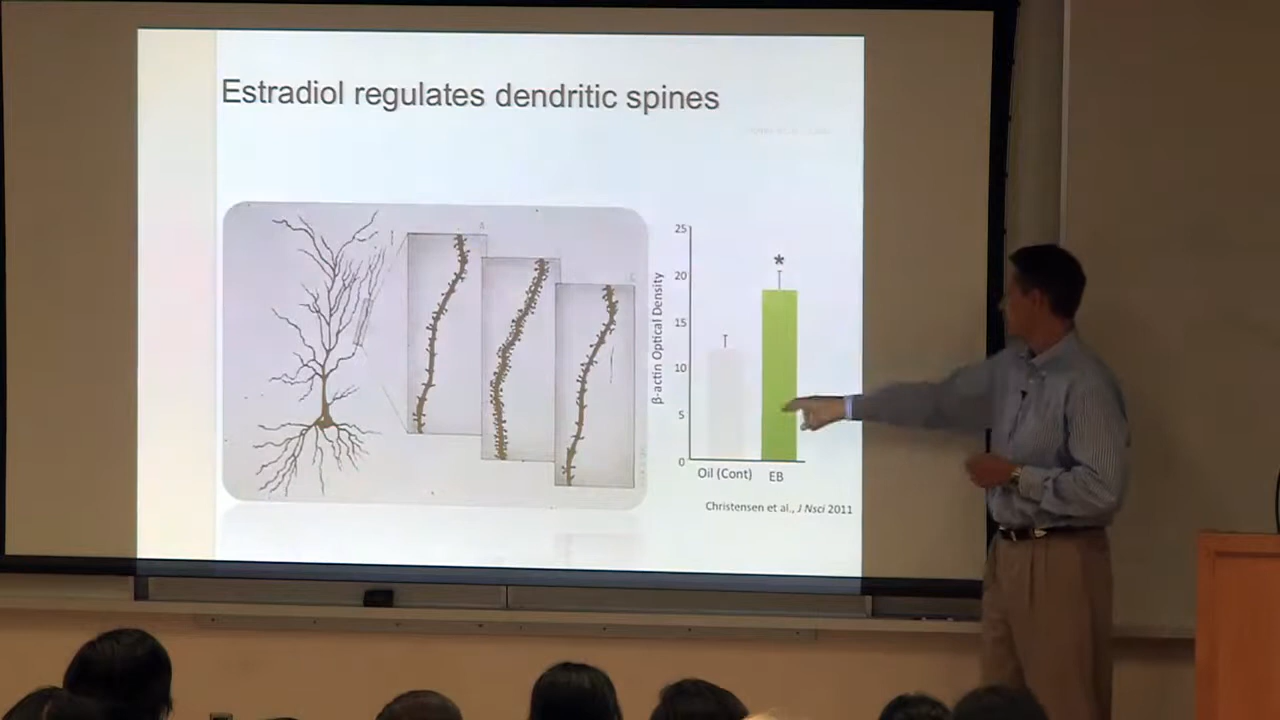 Estradiol regulates dendritic spines
A
C
β-actin Optical Density
25
20
15
10
5
0
*
Oil (Cont)
EB
Christensen et al., J Nsci 2011